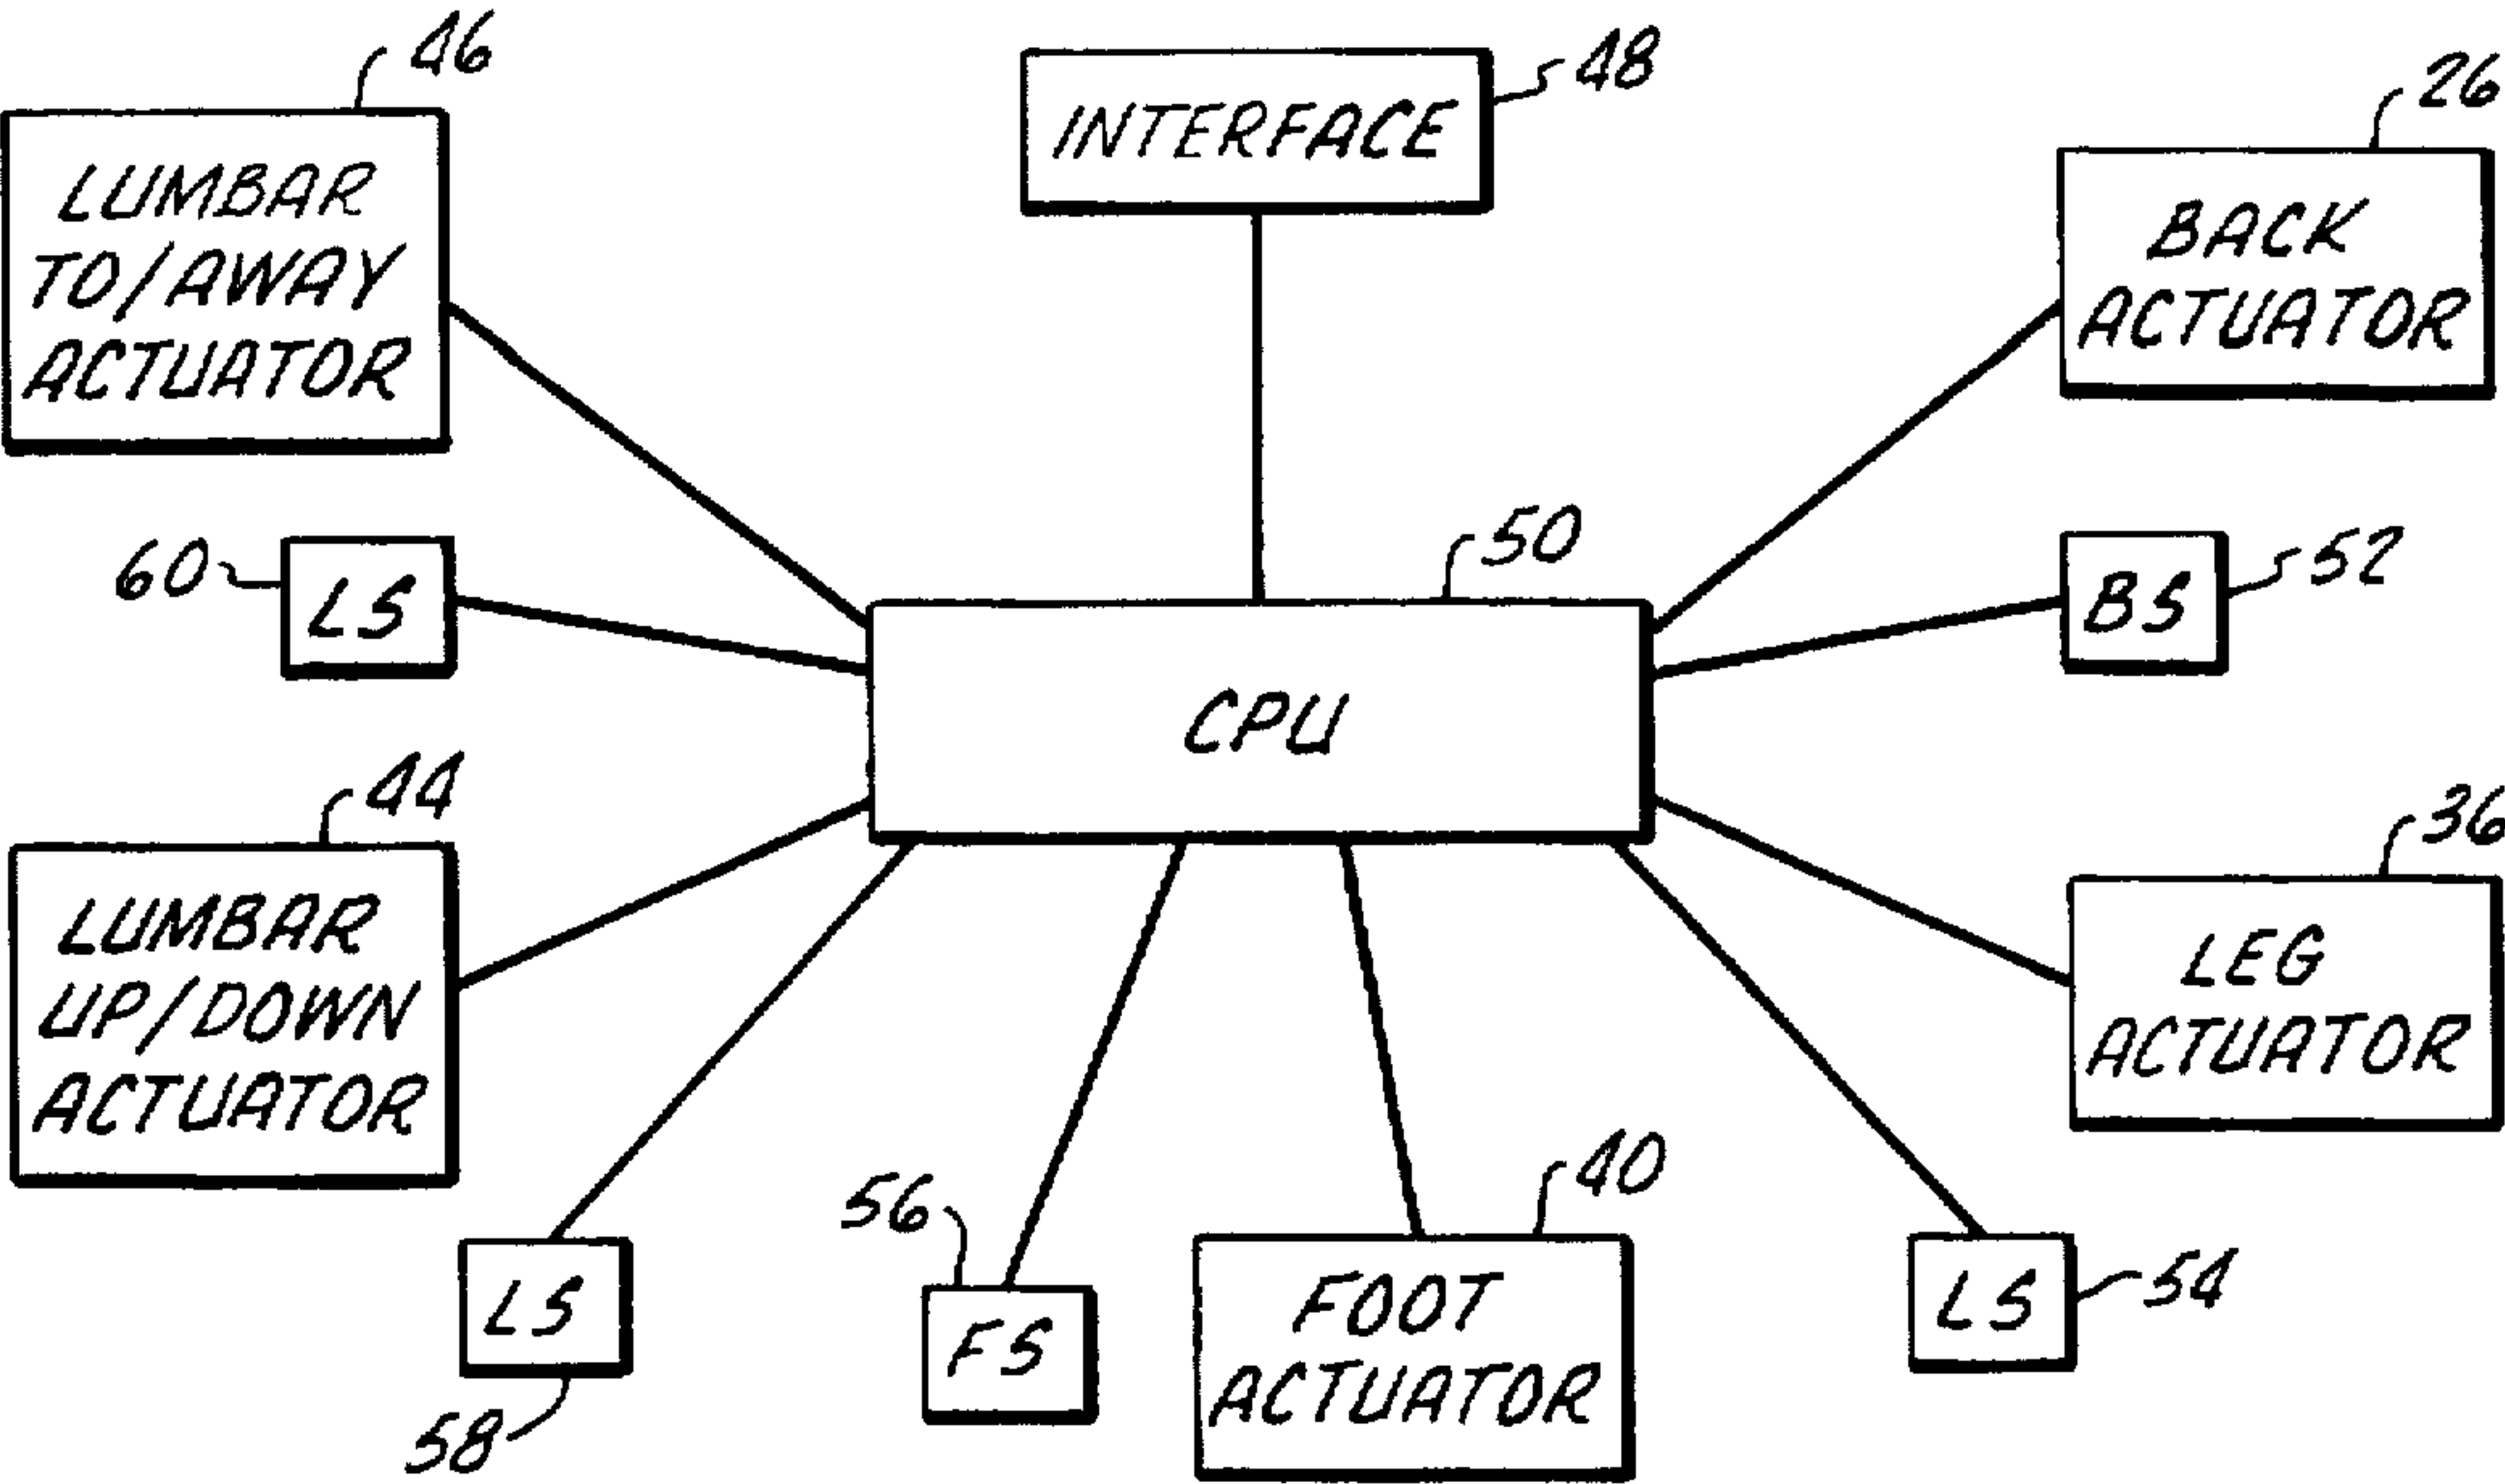 46
48
26
INTERFACE
LUMBAR
TO/AWAY
ACTUATOR
BACK
ACTUATOR
60
LS
50
BS
52
CPU
44
36
LUMBAR
UP/DOWN
ACTUATOR
LEG
ACTUATOR
56
40
LS
58
FS
FOOT
ACTUATOR
LS
54